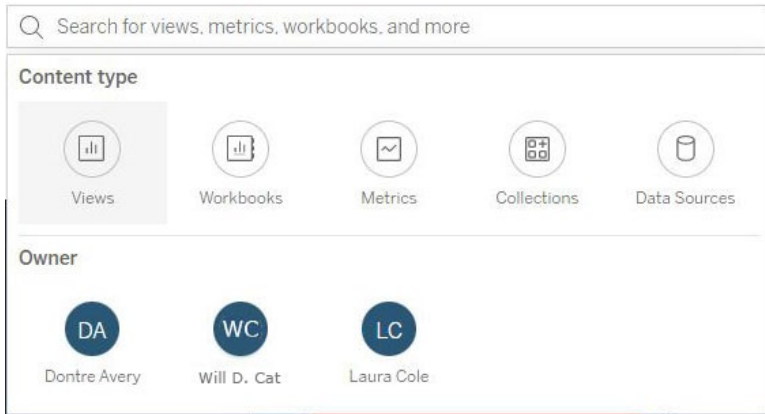 Search for views, metrics, workbooks, and more
Content type
Views Workbooks Metrics Collections Data Sources
Owner
DA WC LC
Dontre Avery Will D. Cat Laura Cole